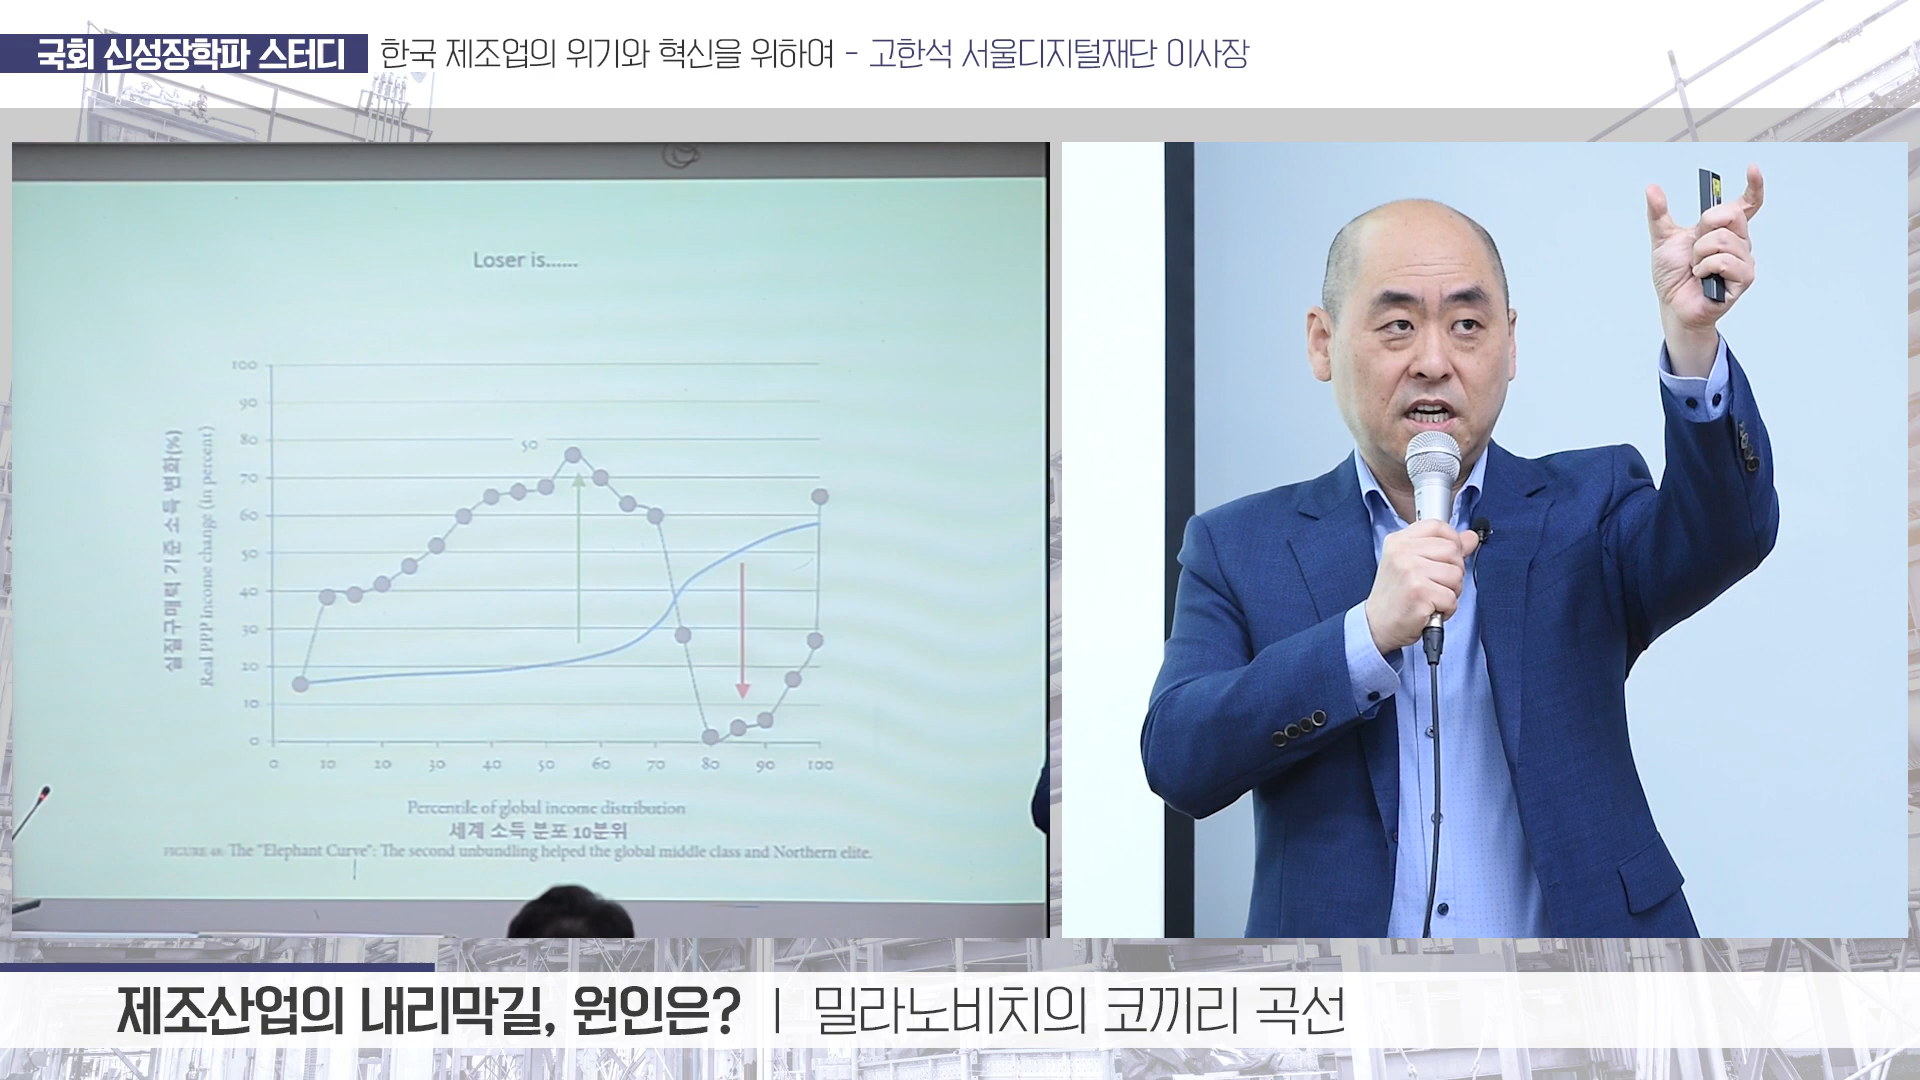 국회 신성장학파 스터디
한국 제조업의 위기와 혁신을 위하여 - 고한석 서울디지털재단 이사장
Loser is......
실질구매력 기준 소득 변화(%)
Real PPP income change (in percent)
100
90
80
70
60
50
40
30
20
10
0
50
0 10 20 30 40 50 60 70 80 90 100
Percentile of global income distribution
세계 소득 분포 10분위
The "Elephant Curve": The second unbundling helped the global middle class and Northern elite.
제조산업의 내리막길, 원인은? | 밀라노비치의 코끼리 곡선